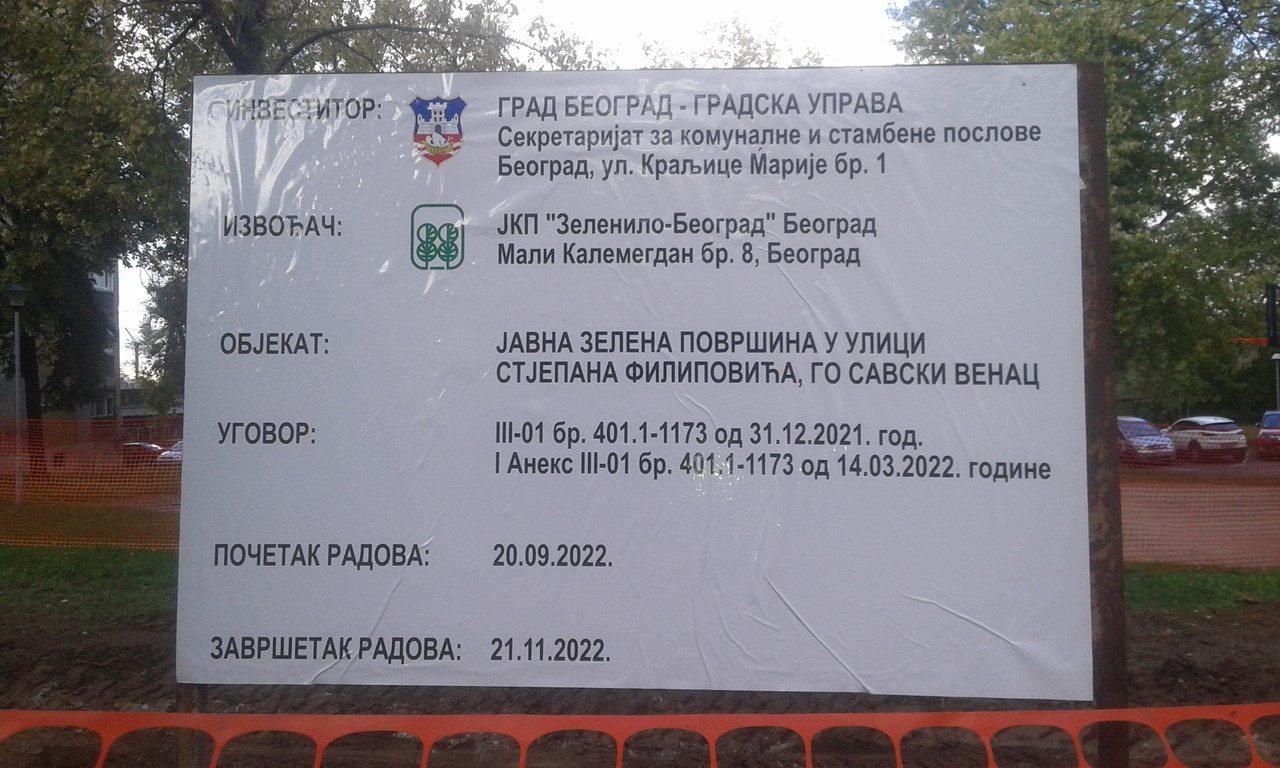 ИНВЕСТИТОР: ГРАД БЕОГРАД - ГРАДСКА УПРАВА
Секретаријат за комуналне и стамбене послове
Београд, ул. Краљице Марије бр. 1
ИЗВОЂАЧ: ЈКП "Зеленило-Београд" Београд
Мали Калемегдан бр. 8, Београд
ОБЈЕКАТ: ЈАВНА ЗЕЛЕНА ПОВРШИНА У УЛИЦИ
СТЈЕПАНА ФИЛИПОВИЋА, ГО САВСКИ ВЕНАЦ
УГОВОР: III-01 бр. 401.1-1173 од 31.12.2021. год.
I Анекс III-01 бр. 401.1-1173 од 14.03.2022. године
ПОЧЕТАК РАДОВА: 20.09.2022.
ЗАВРШЕТАК РАДОВА: 21.11.2022.